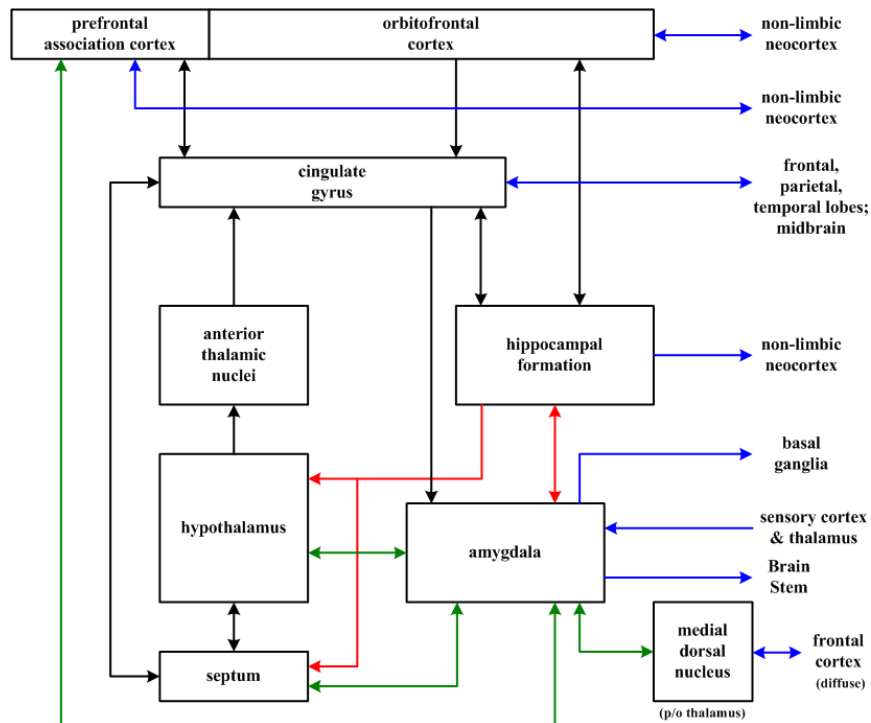 prefrontal
association cortex
orbitofrontal
cortex
non-limbic
neocortex
non-limbic
neocortex
cingulate
gyrus
frontal,
parietal,
temporal lobes;
midbrain
anterior
thalamic
nuclei
hippocampal
formation
non-limbic
neocortex
basal
ganglia
hypothalamus
amygdala
sensory cortex
& thalamus
Brain
Stem
medial
dorsal
nucleus
frontal
cortex
(diffuse)
septum
(p/o thalamus)